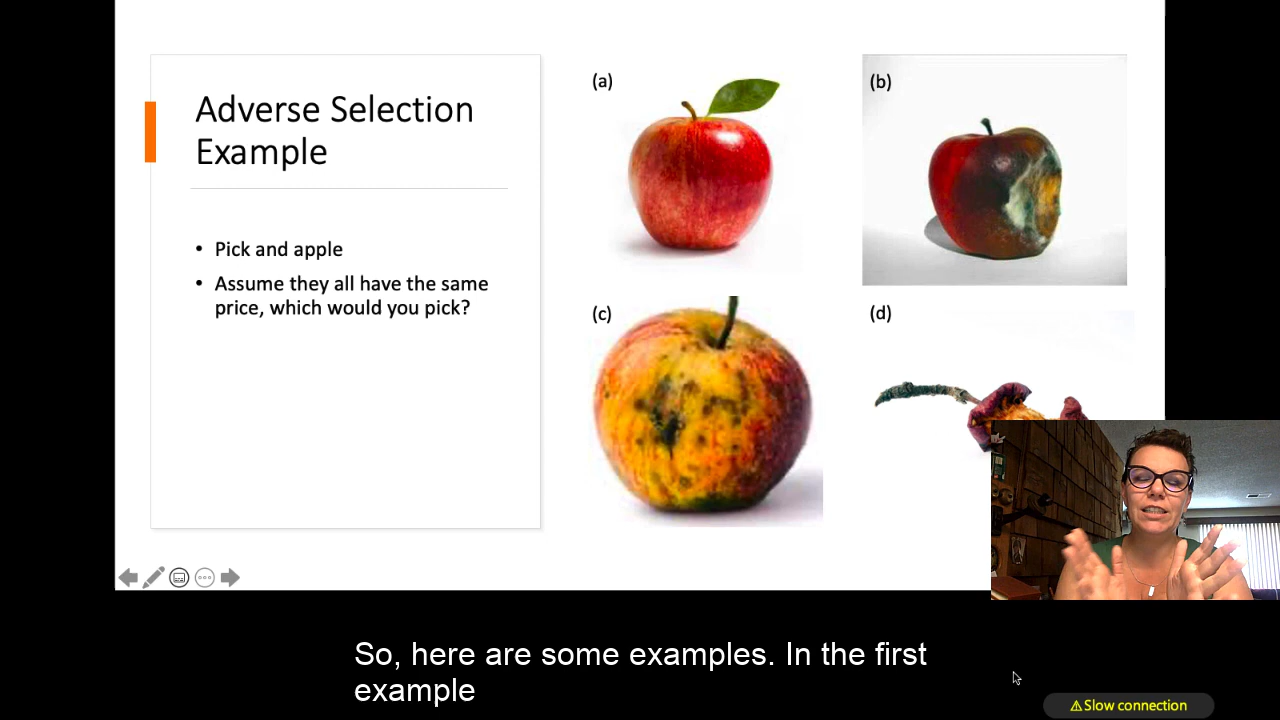 Adverse Selection
Example
• Pick and apple
• Assume they all have the same
price, which would you pick?
(a)
(b)
(c)
(d)
So, here are some examples. In the first
example
⚠Slow connection